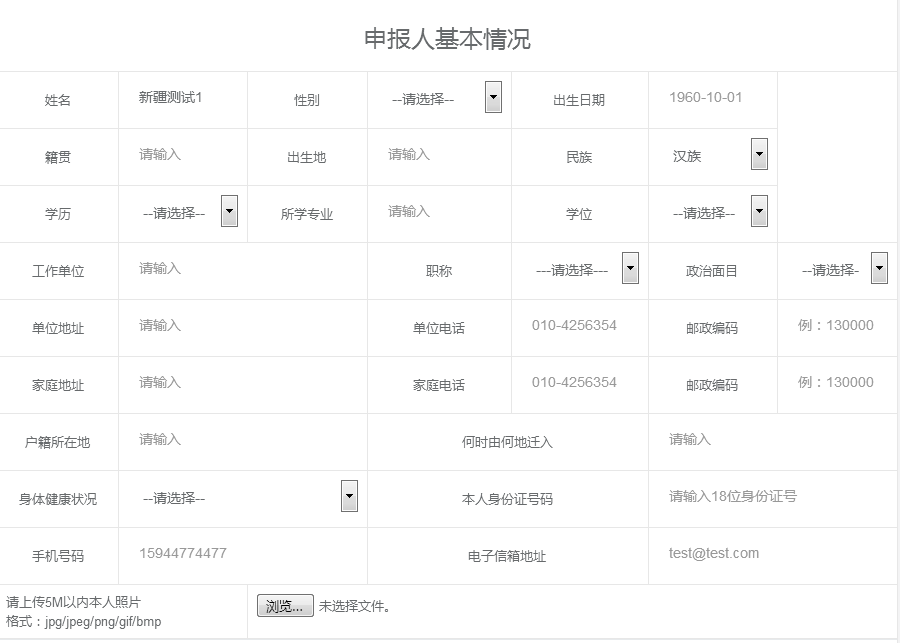 申报人基本情况
姓名 新疆测试1 性别 --请选择-- 出生日期 1960-10-01
籍贯 请输入 出生地 请输入 民族 汉族
学历 --请选择-- 所学专业 请输入 学位 --请选择--
工作单位 请输入 职称 ---请选择--- 政治面目 --请选择-
单位地址 请输入 单位电话 010-4256354 邮政编码 例：130000
家庭地址 请输入 家庭电话 010-4256354 邮政编码 例：130000
户籍所在地 请输入 何时由何地迁入 请输入
身体健康状况 --请选择-- 本人身份证号码 请输入18位身份证号
手机号码 15944774477 电子信箱地址 test@test.com
请上传5M以内本人照片
格式：jpg/jpeg/png/gif/bmp
浏览... 未选择文件。